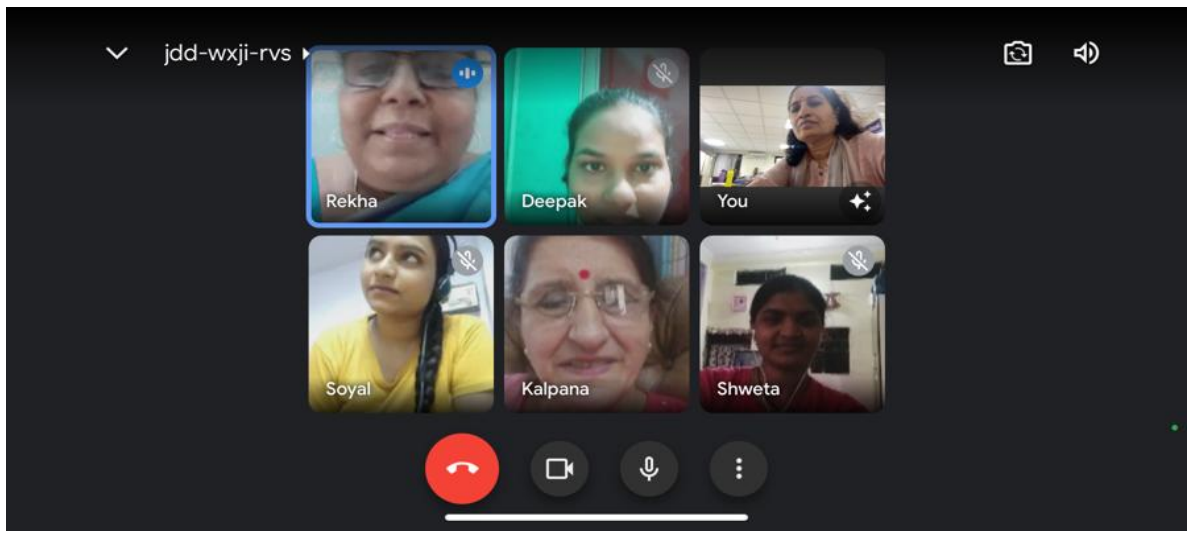 jdd-wxji-rvs
Rekha
Deepak
You
Soyal
Kalpana
Shweta